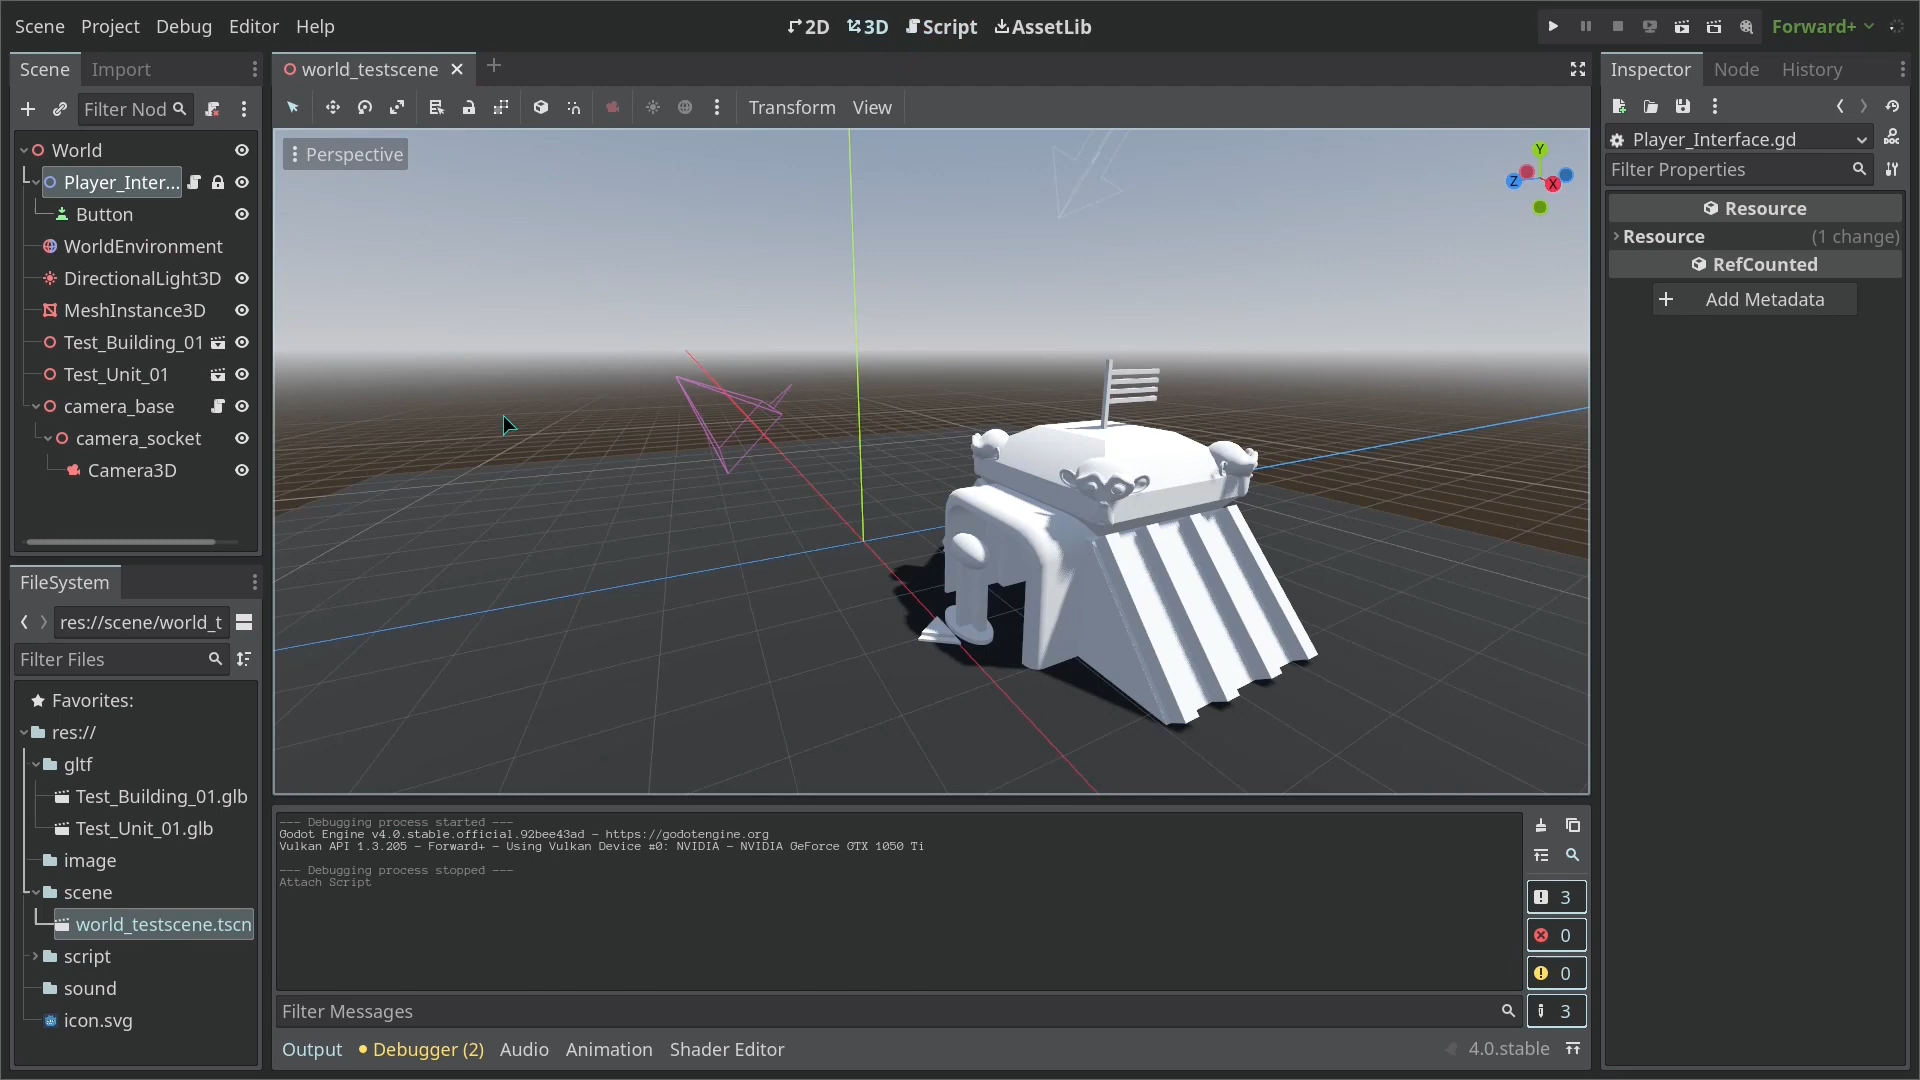 Scene Project Debug Editor Help
2D 3D Script AssetLib
Forward+
Scene Import
Filter Nod
World
Player_Inter...
Button
WorldEnvironment
DirectionalLight3D
MeshInstance3D
Test_Building_01
Test_Unit_01
camera_base
camera_socket
Camera3D
FileSystem
res://scene/world_t
Filter Files
Favorites:
res://
gltf
Test_Building_01.glb
Test_Unit_01.glb
image
scene
world_testscene.tscn
script
sound
icon.svg
world_testscene
Transform View
Perspective
Y
Z X
--- Debugging process started ---
Godot Engine v4.0.stable.official.92bee43ad - https://godotengine.org
Vulkan API 1.3.205 - Forward+ - Using Vulkan Device #0: NVIDIA - NVIDIA GeForce GTX 1050 Ti
--- Debugging process stopped ---
Attach Script
3
0
0
3
Filter Messages
Output Debugger (2) Audio Animation Shader Editor
4.0.stable
Inspector Node History
Player_Interface.gd
Filter Properties
Resource
Resource (1 change)
RefCounted
Add Metadata